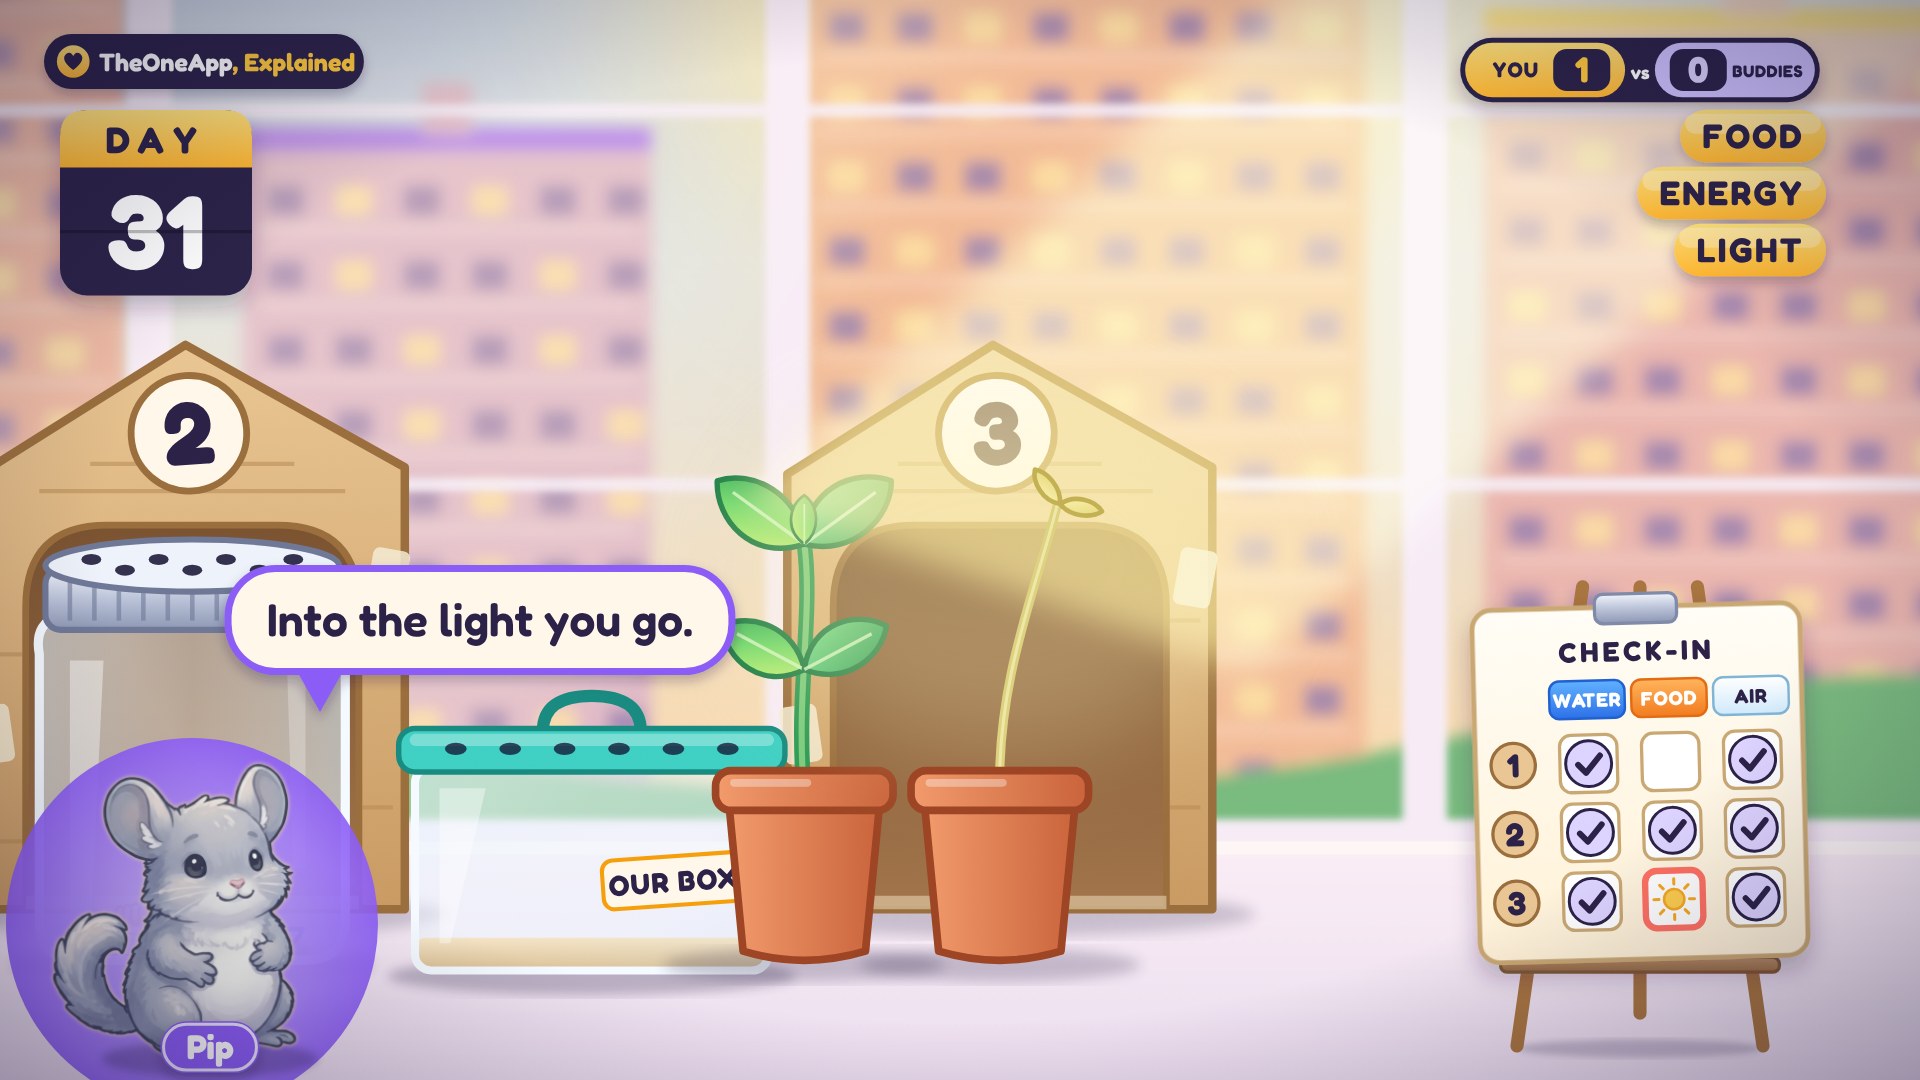 TheOneApp, Explained
YOU 1 vs 0 BUDDIES
DAY
31
FOOD
ENERGY
LIGHT
2
3
Into the light you go.
OUR BOX
CHECK-IN
WATER FOOD AIR
1
2
3
Pip